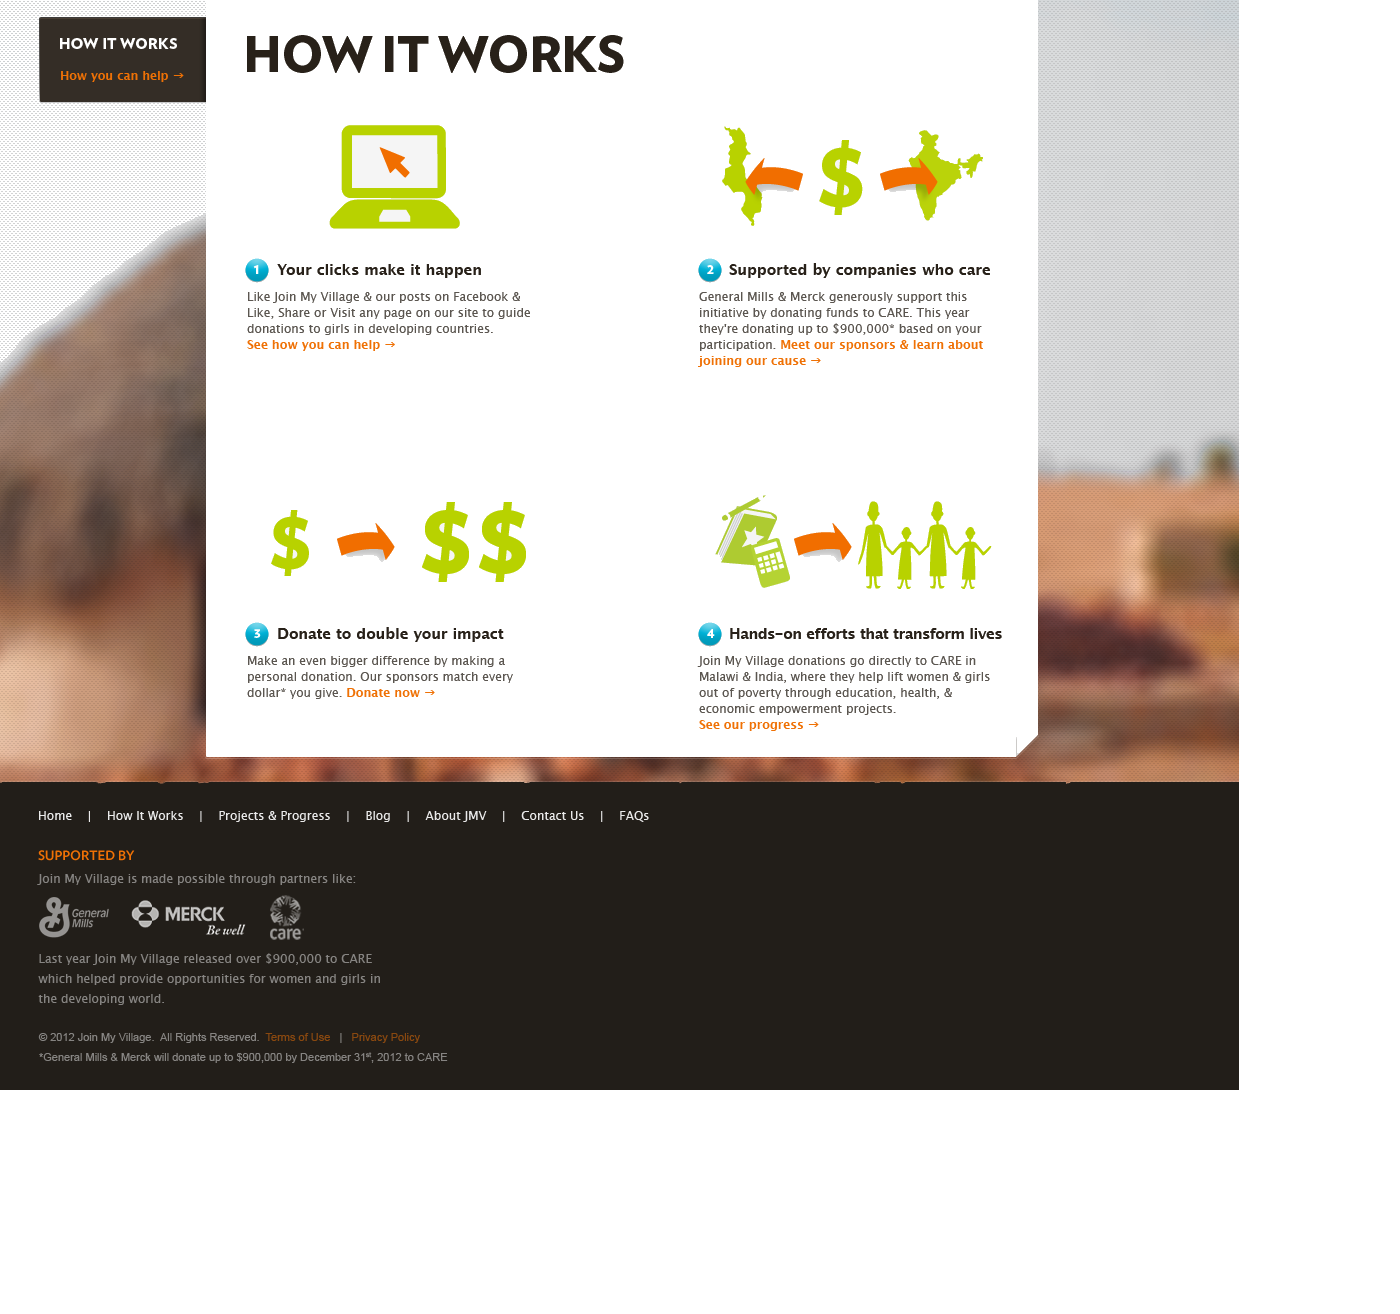 HOW IT WORKS
How you can help →
HOW IT WORKS
1 Your clicks make it happen
Like Join My Village & our posts on Facebook &
Like, Share or Visit any page on our site to guide
donations to girls in developing countries.
See how you can help →
2 Supported by companies who care
General Mills & Merck generously support this
initiative by donating funds to CARE. This year
they're donating up to $900,000* based on your
participation. Meet our sponsors & learn about
joining our cause →
3 Donate to double your impact
Make an even bigger difference by making a
personal donation. Our sponsors match every
dollar* you give. Donate now →
4 Hands-on efforts that transform lives
Join My Village donations go directly to CARE in
Malawi & India, where they help lift women & girls
out of poverty through education, health, &
economic empowerment projects.
See our progress →
Home | How It Works | Projects & Progress | Blog | About JMV | Contact Us | FAQs
SUPPORTED BY
Join My Village is made possible through partners like:
General Mills
MERCK
Be well
care
Last year Join My Village released over $900,000 to CARE
which helped provide opportunities for women and girls in
the developing world.
© 2012 Join My Village. All Rights Reserved. Terms of Use | Privacy Policy
*General Mills & Merck will donate up to $900,000 by December 31st, 2012 to CARE